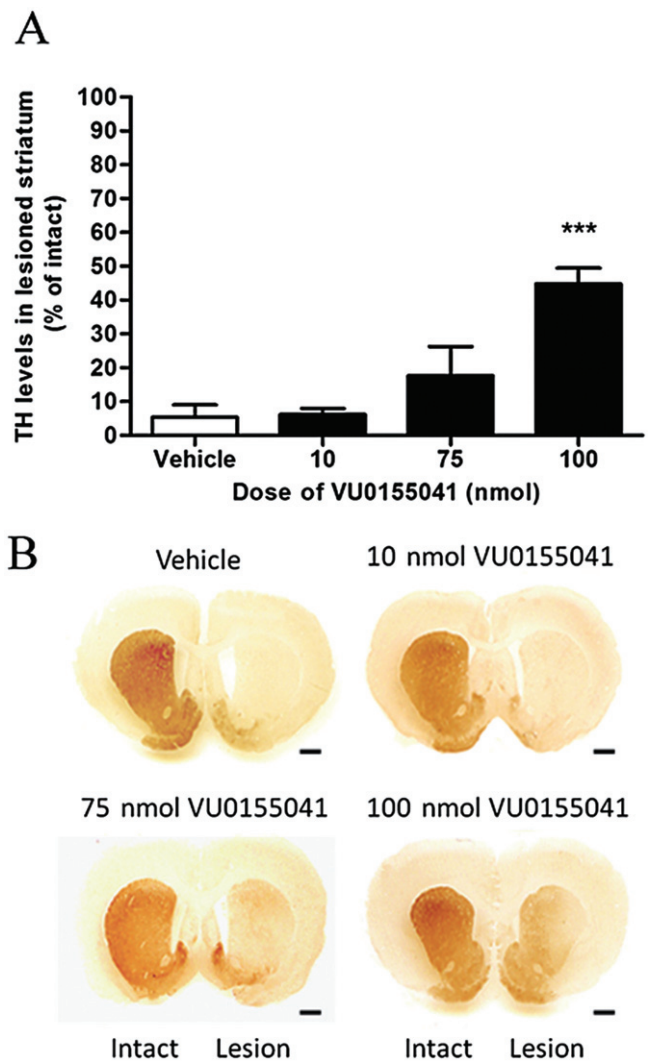 A
TH levels in lesioned striatum
(% of intact)
100
90
80
70
60
50
40
30
20
10
0
***
Vehicle 10 75 100
Dose of VU0155041 (nmol)
B
Vehicle 10 nmol VU0155041
75 nmol VU0155041 100 nmol VU0155041
Intact Lesion Intact Lesion